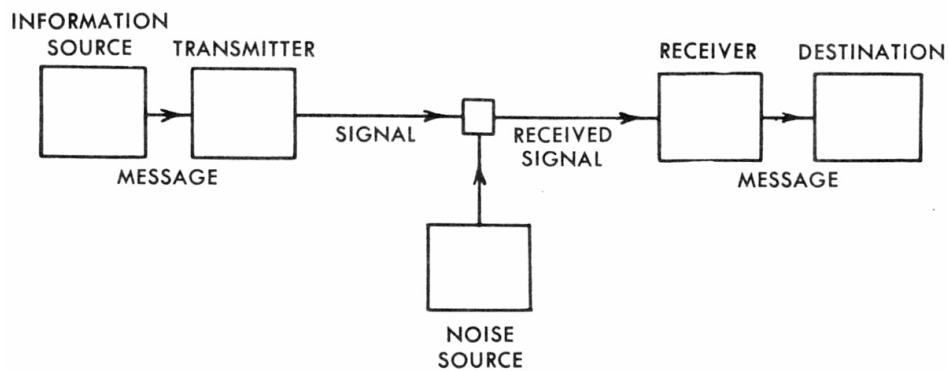 INFORMATION
SOURCE
TRANSMITTER
RECEIVER
DESTINATION
SIGNAL
RECEIVED
SIGNAL
MESSAGE
MESSAGE
NOISE
SOURCE